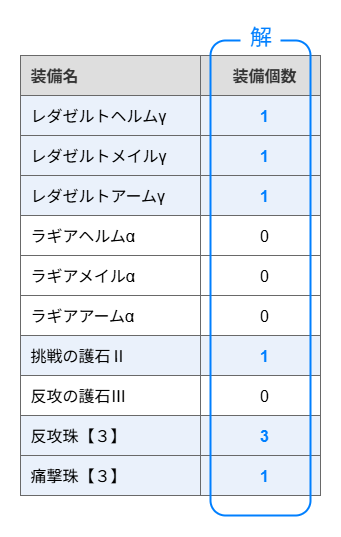 解
装備名 装備個数
レダゼルトヘルムγ 1
レダゼルトメイルγ 1
レダゼルトアームγ 1
ラギアヘルムα 0
ラギアメイルα 0
ラギアアームα 0
挑戦の護石Ⅱ 1
反攻の護石Ⅲ 0
反攻珠【３】 3
痛撃珠【３】 1